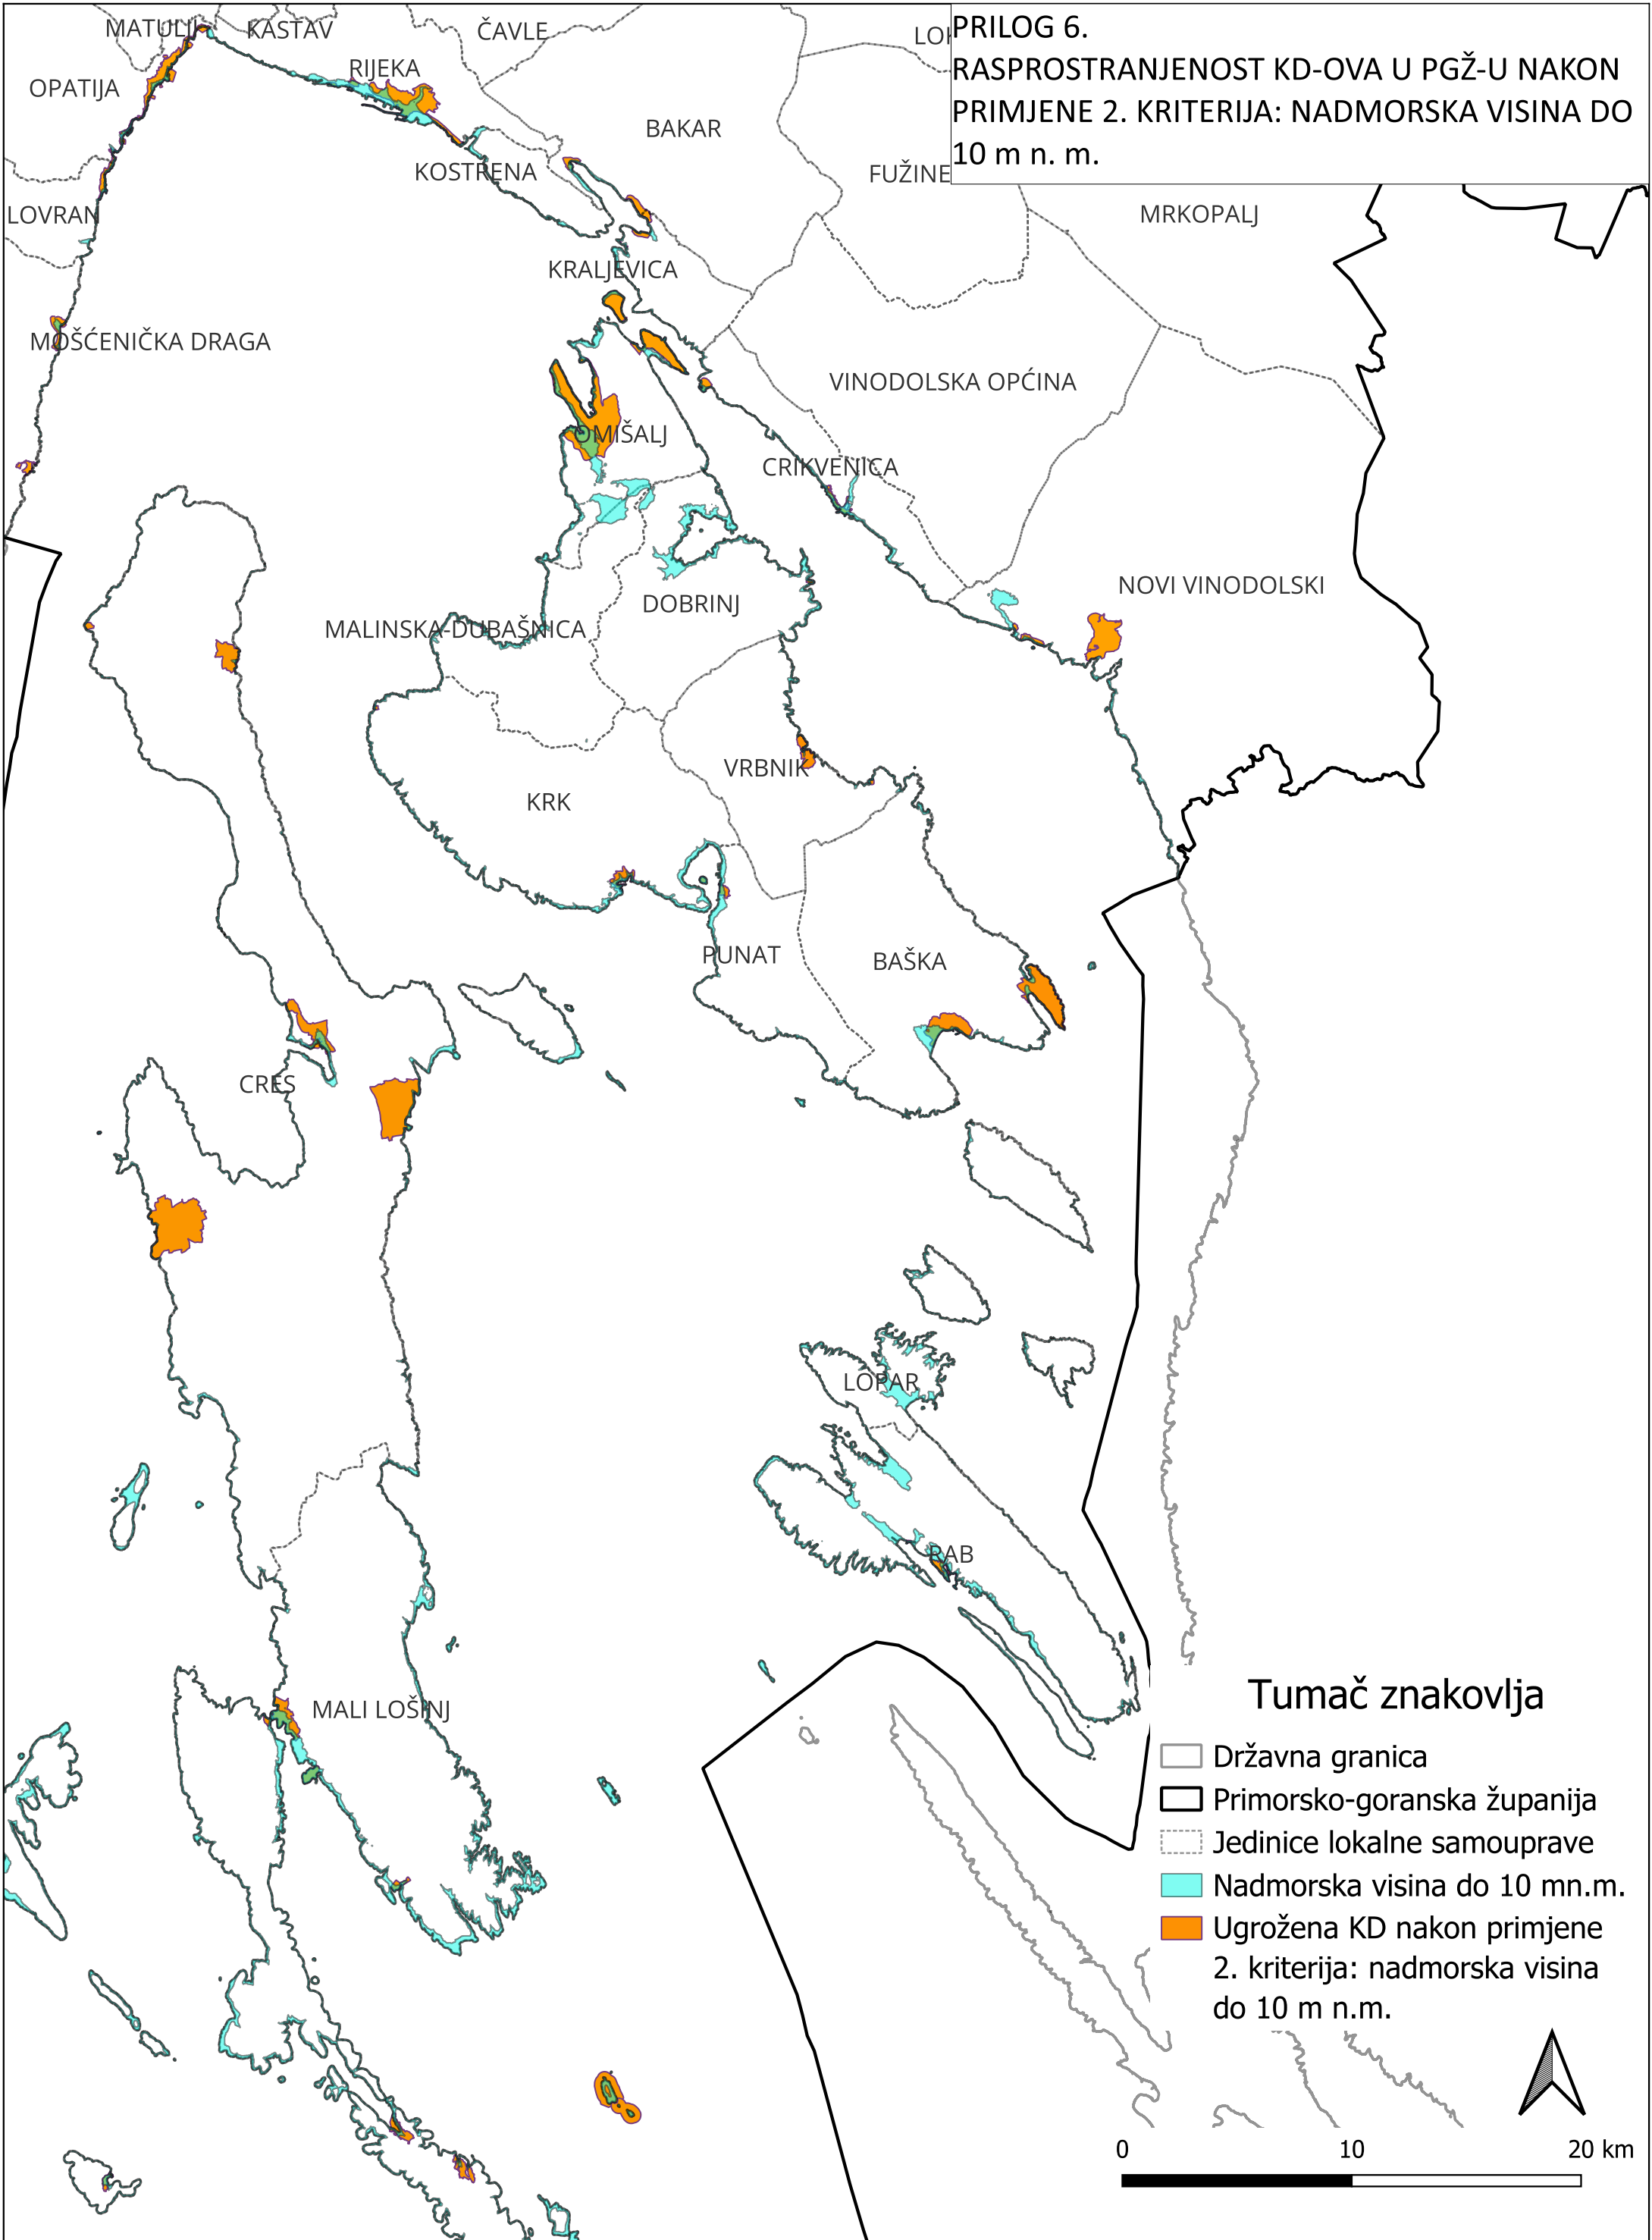 PRILOG 6.
RASPROSTRANJENOST KD-OVA U PGŽ-U NAKON
PRIMJENE 2. KRITERIJA: NADMORSKA VISINA DO
10 m n. m.
MATULJI
KASTAV
ČAVLE
OPATIJA
RIJEKA
BAKAR
KOSTRENA
FUŽINE
LOVRAN
MRKOPALJ
KRALJEVICA
MOŠĆENIČKA DRAGA
VINODOLSKA OPĆINA
OMIŠALJ
CRIKVENICA
NOVI VINODOLSKI
DOBRINJ
MALINSKA-DUBAŠNICA
VRBNIK
KRK
PUNAT
BAŠKA
CRES
LOPAR
RAB
MALI LOŠINJ
Tumač znakovlja
Državna granica
Primorsko-goranska županija
Jedinice lokalne samouprave
Nadmorska visina do 10 mn.m.
Ugrožena KD nakon primjene
2. kriterija: nadmorska visina
do 10 m n.m.
0 10 20 km